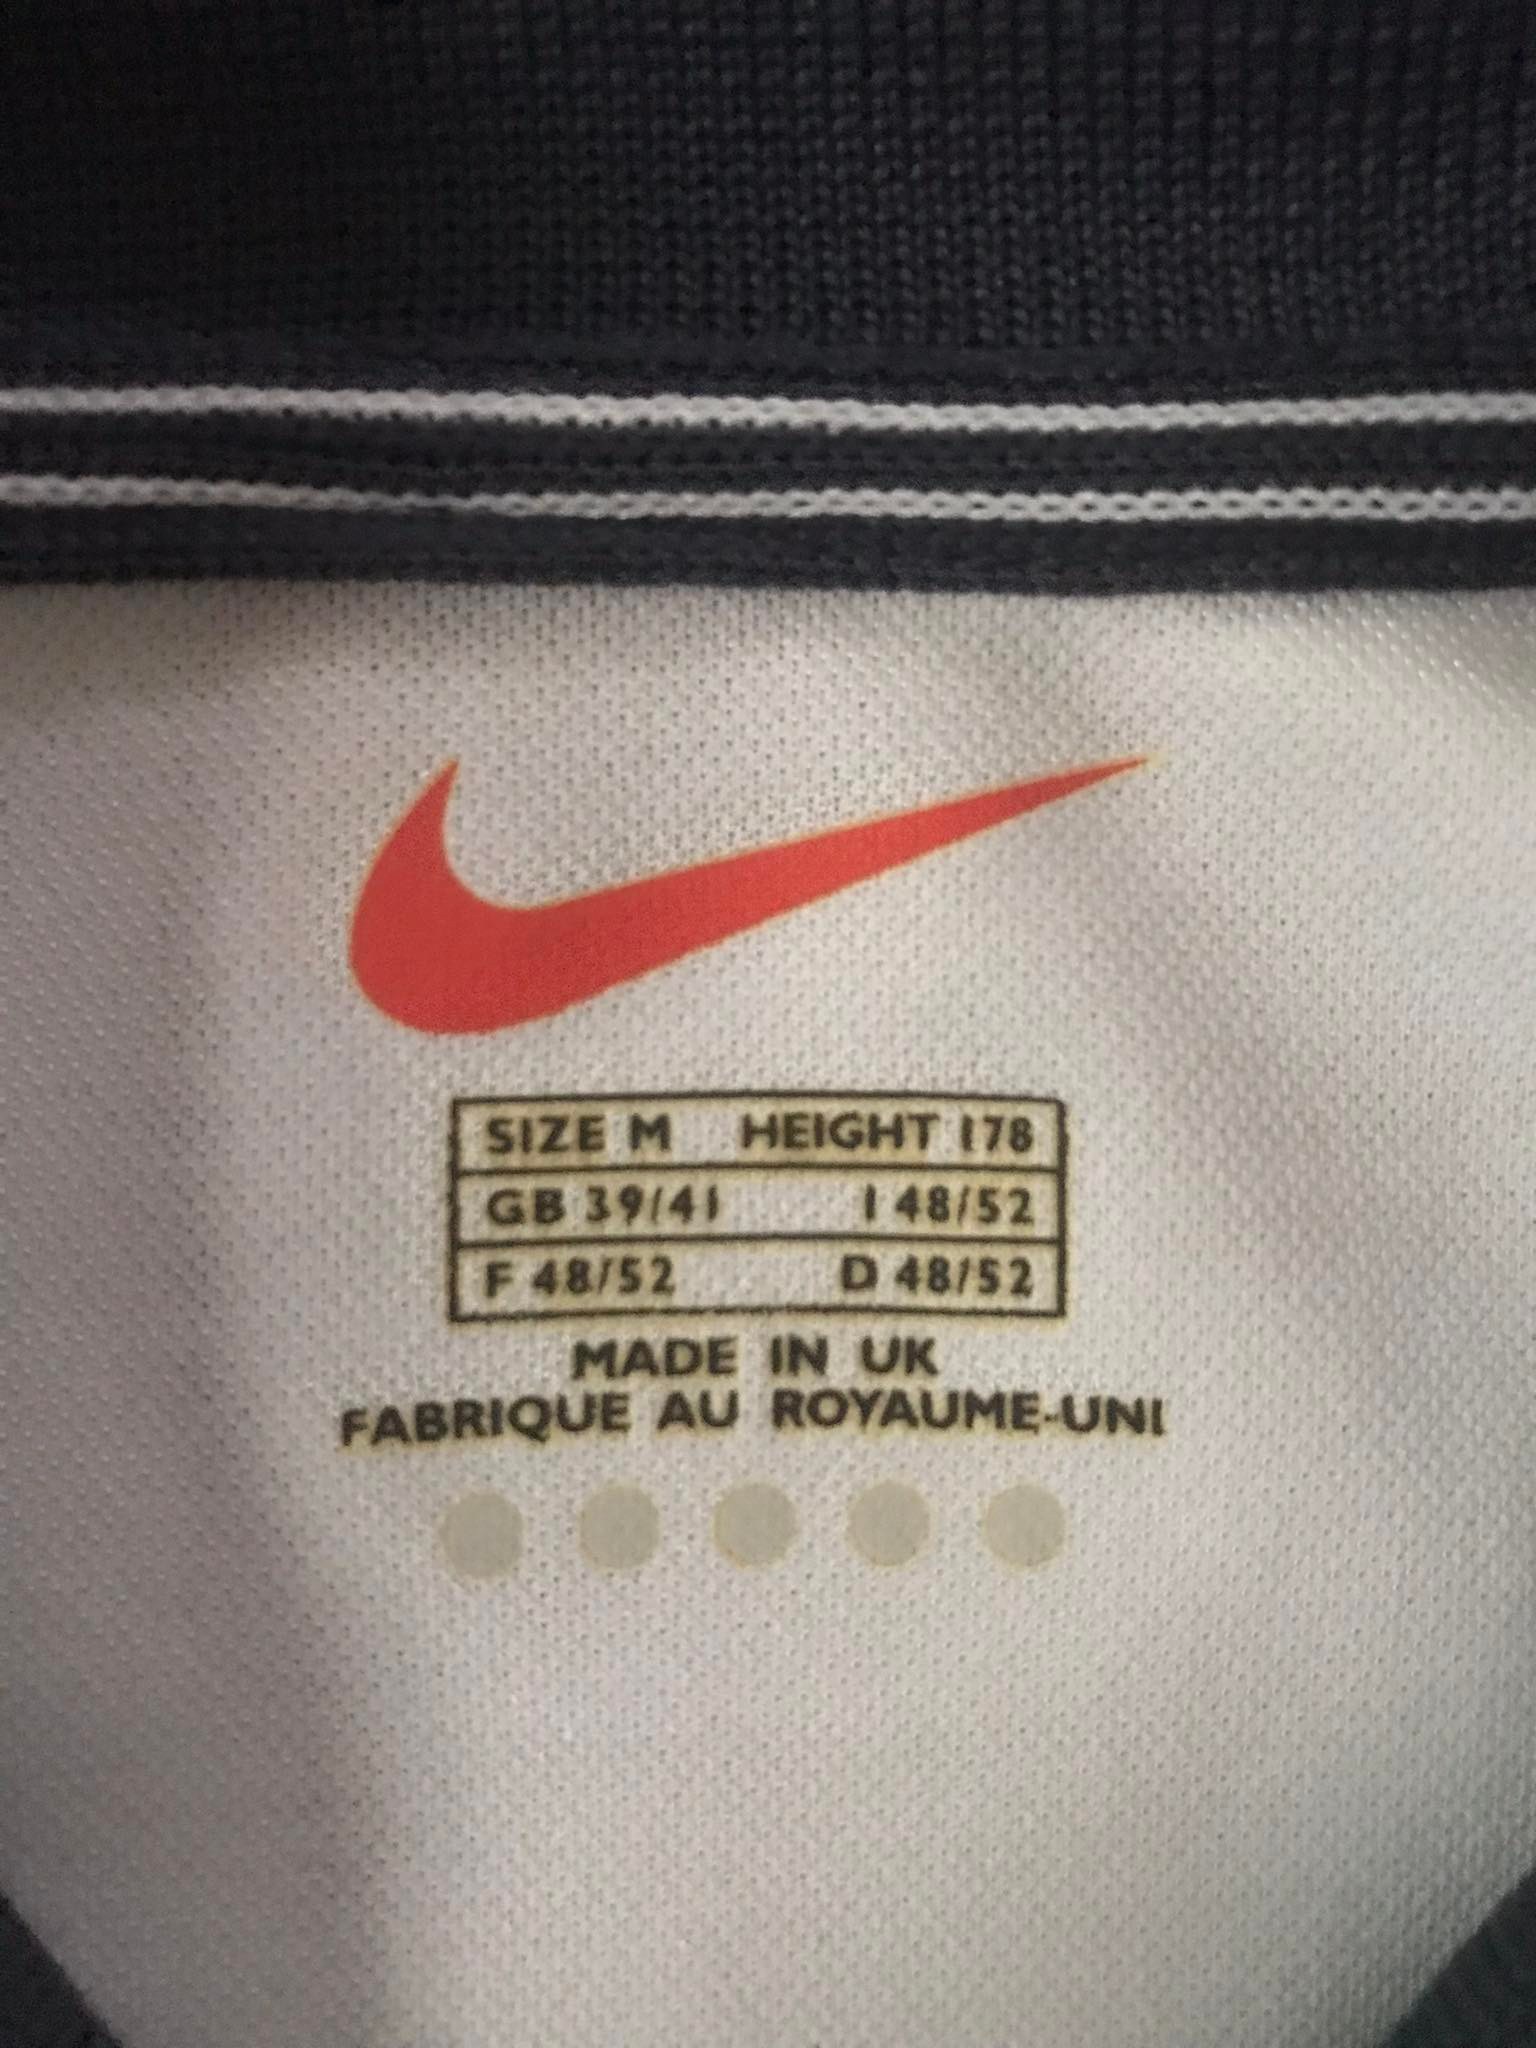 SIZE M HEIGHT 178
GB 39/41 I 48/52
F 48/52 D 48/52
MADE IN UK
FABRIQUE AU ROYAUME-UNI